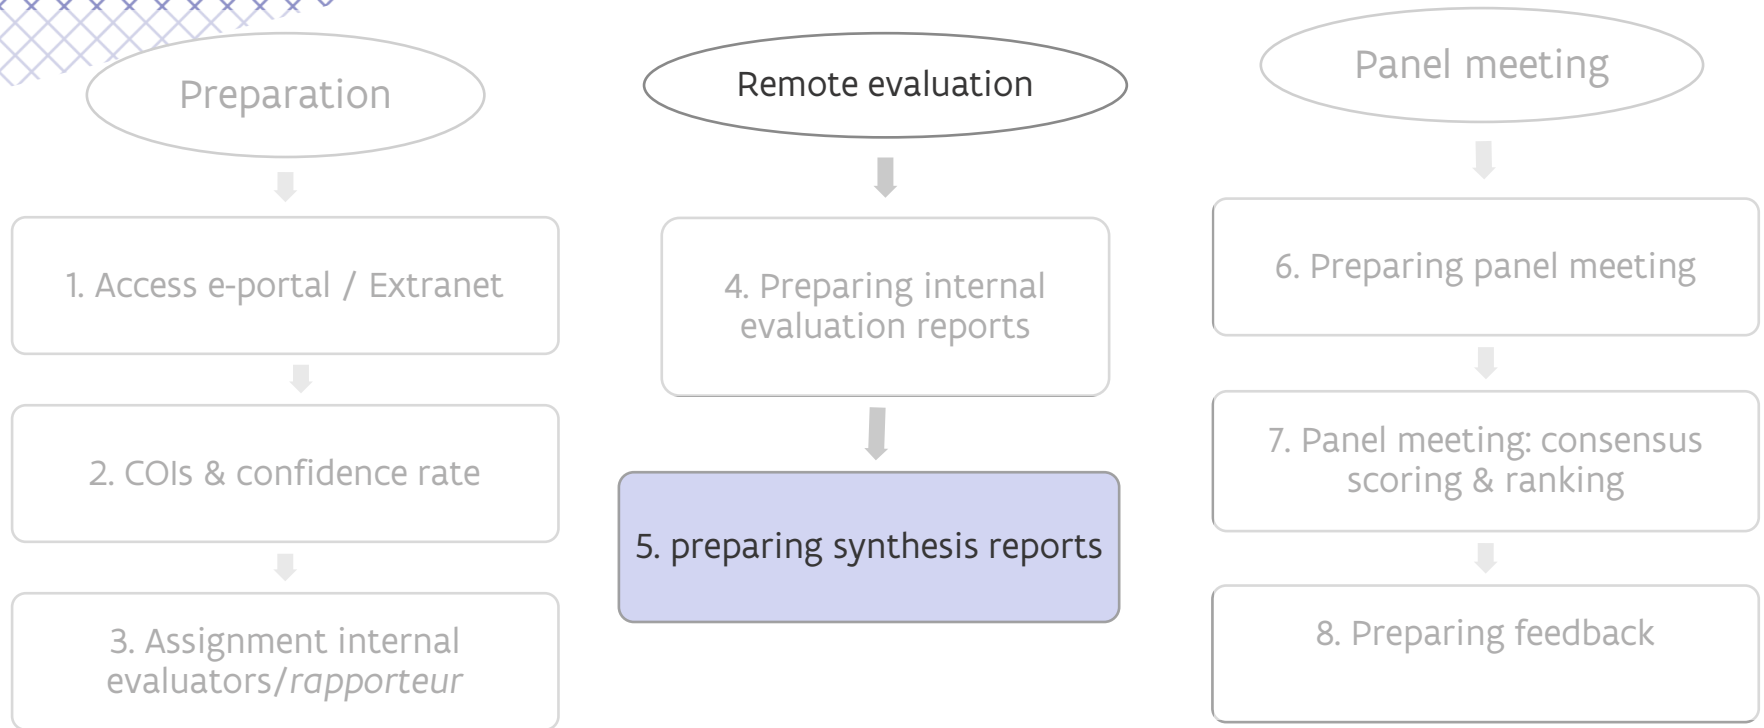 Preparation
1. Access e-portal / Extranet
2. COIs & confidence rate
3. Assignment internal
evaluators/rapporteur
Remote evaluation
4. Preparing internal
evaluation reports
5. preparing synthesis reports
Panel meeting
6. Preparing panel meeting
7. Panel meeting: consensus
scoring & ranking
8. Preparing feedback